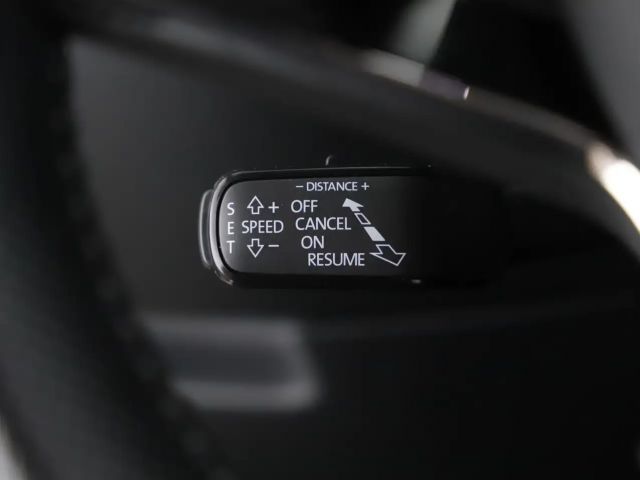 − DISTANCE +
S + OFF
E SPEED CANCEL
T − ON
RESUME